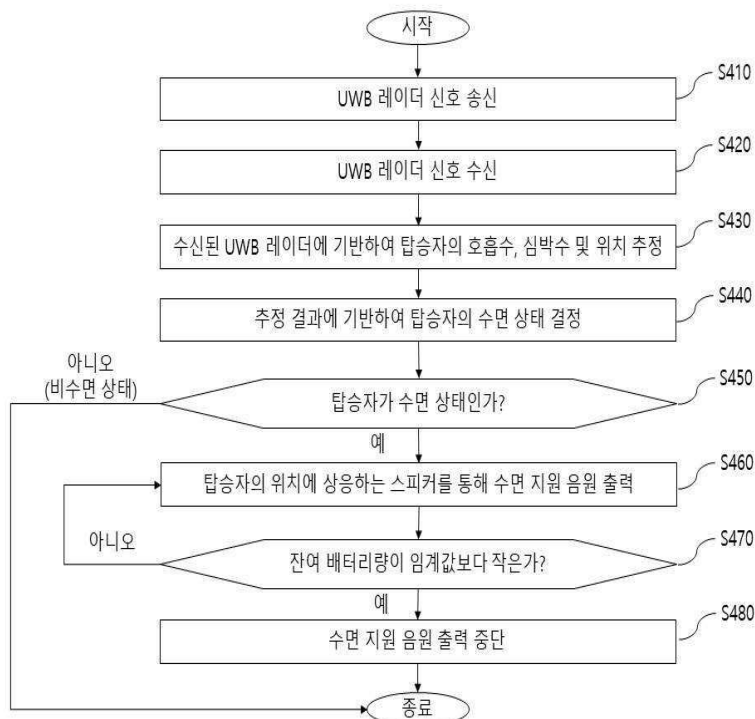 시작
S410
UWB 레이더 신호 송신
S420
UWB 레이더 신호 수신
S430
수신된 UWB 레이더에 기반하여 탑승자의 호흡수, 심박수 및 위치 추정
S440
추정 결과에 기반하여 탑승자의 수면 상태 결정
아니오
(비수면 상태)
S450
탑승자가 수면 상태인가?
예
S460
탑승자의 위치에 상응하는 스피커를 통해 수면 지원 음원 출력
아니오
S470
잔여 배터리량이 임계값보다 작은가?
예
S480
수면 지원 음원 출력 중단
종료